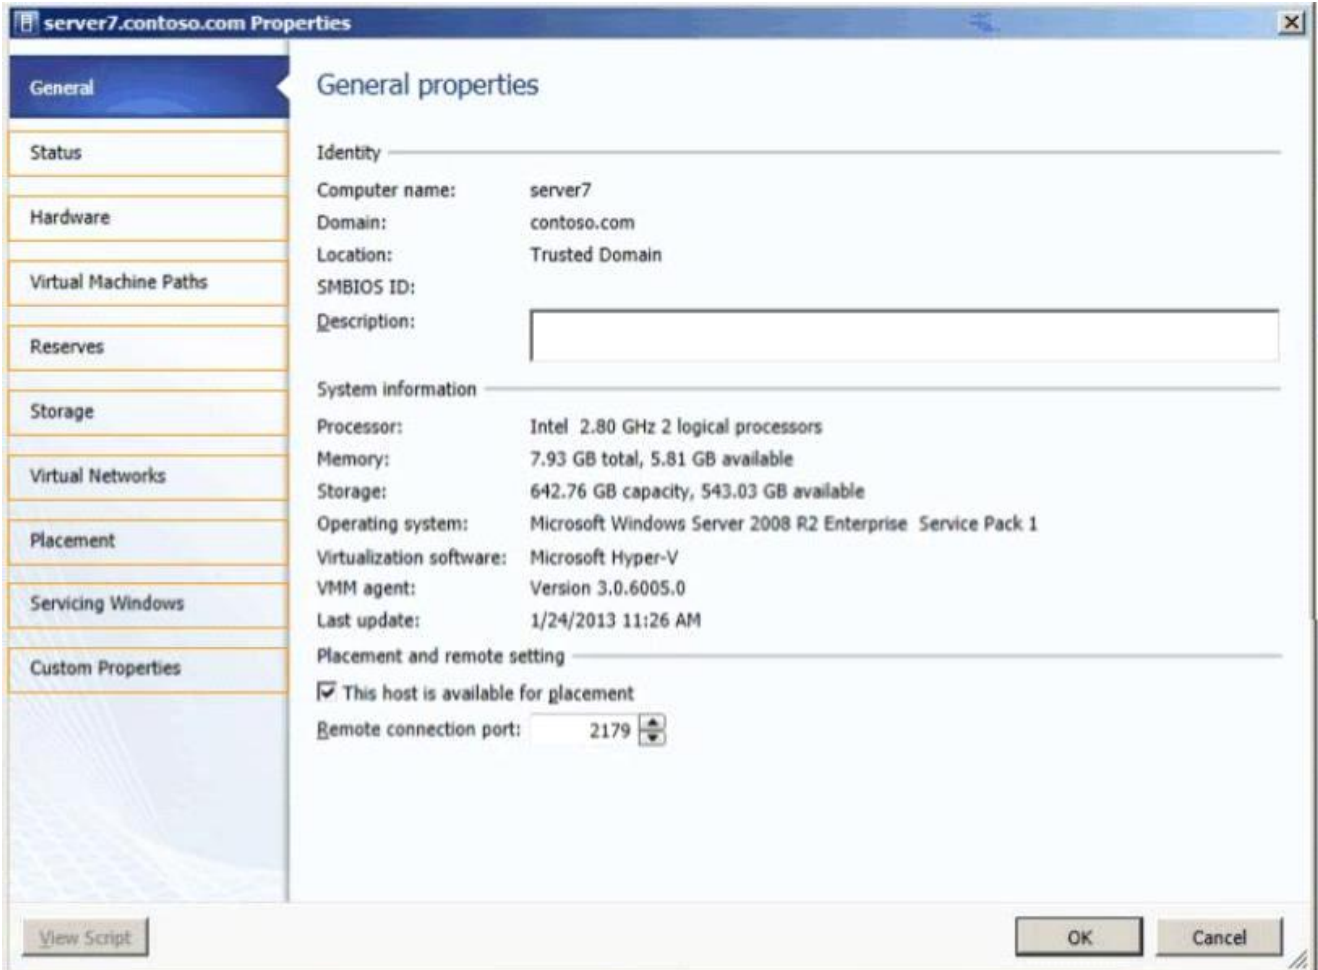 server7.contoso.com Properties
General
Status
Hardware
Virtual Machine Paths
Reserves
Storage
Virtual Networks
Placement
Servicing Windows
Custom Properties
General properties
Identity
Computer name: server7
Domain: contoso.com
Location: Trusted Domain
SMBIOS ID:
Description:
System information
Processor: Intel 2.80 GHz 2 logical processors
Memory: 7.93 GB total, 5.81 GB available
Storage: 642.76 GB capacity, 543.03 GB available
Operating system: Microsoft Windows Server 2008 R2 Enterprise Service Pack 1
Virtualization software: Microsoft Hyper-V
VMM agent: Version 3.0.6005.0
Last update: 1/24/2013 11:26 AM
Placement and remote setting
This host is available for placement
Remote connection port: 2179
View Script
OK
Cancel